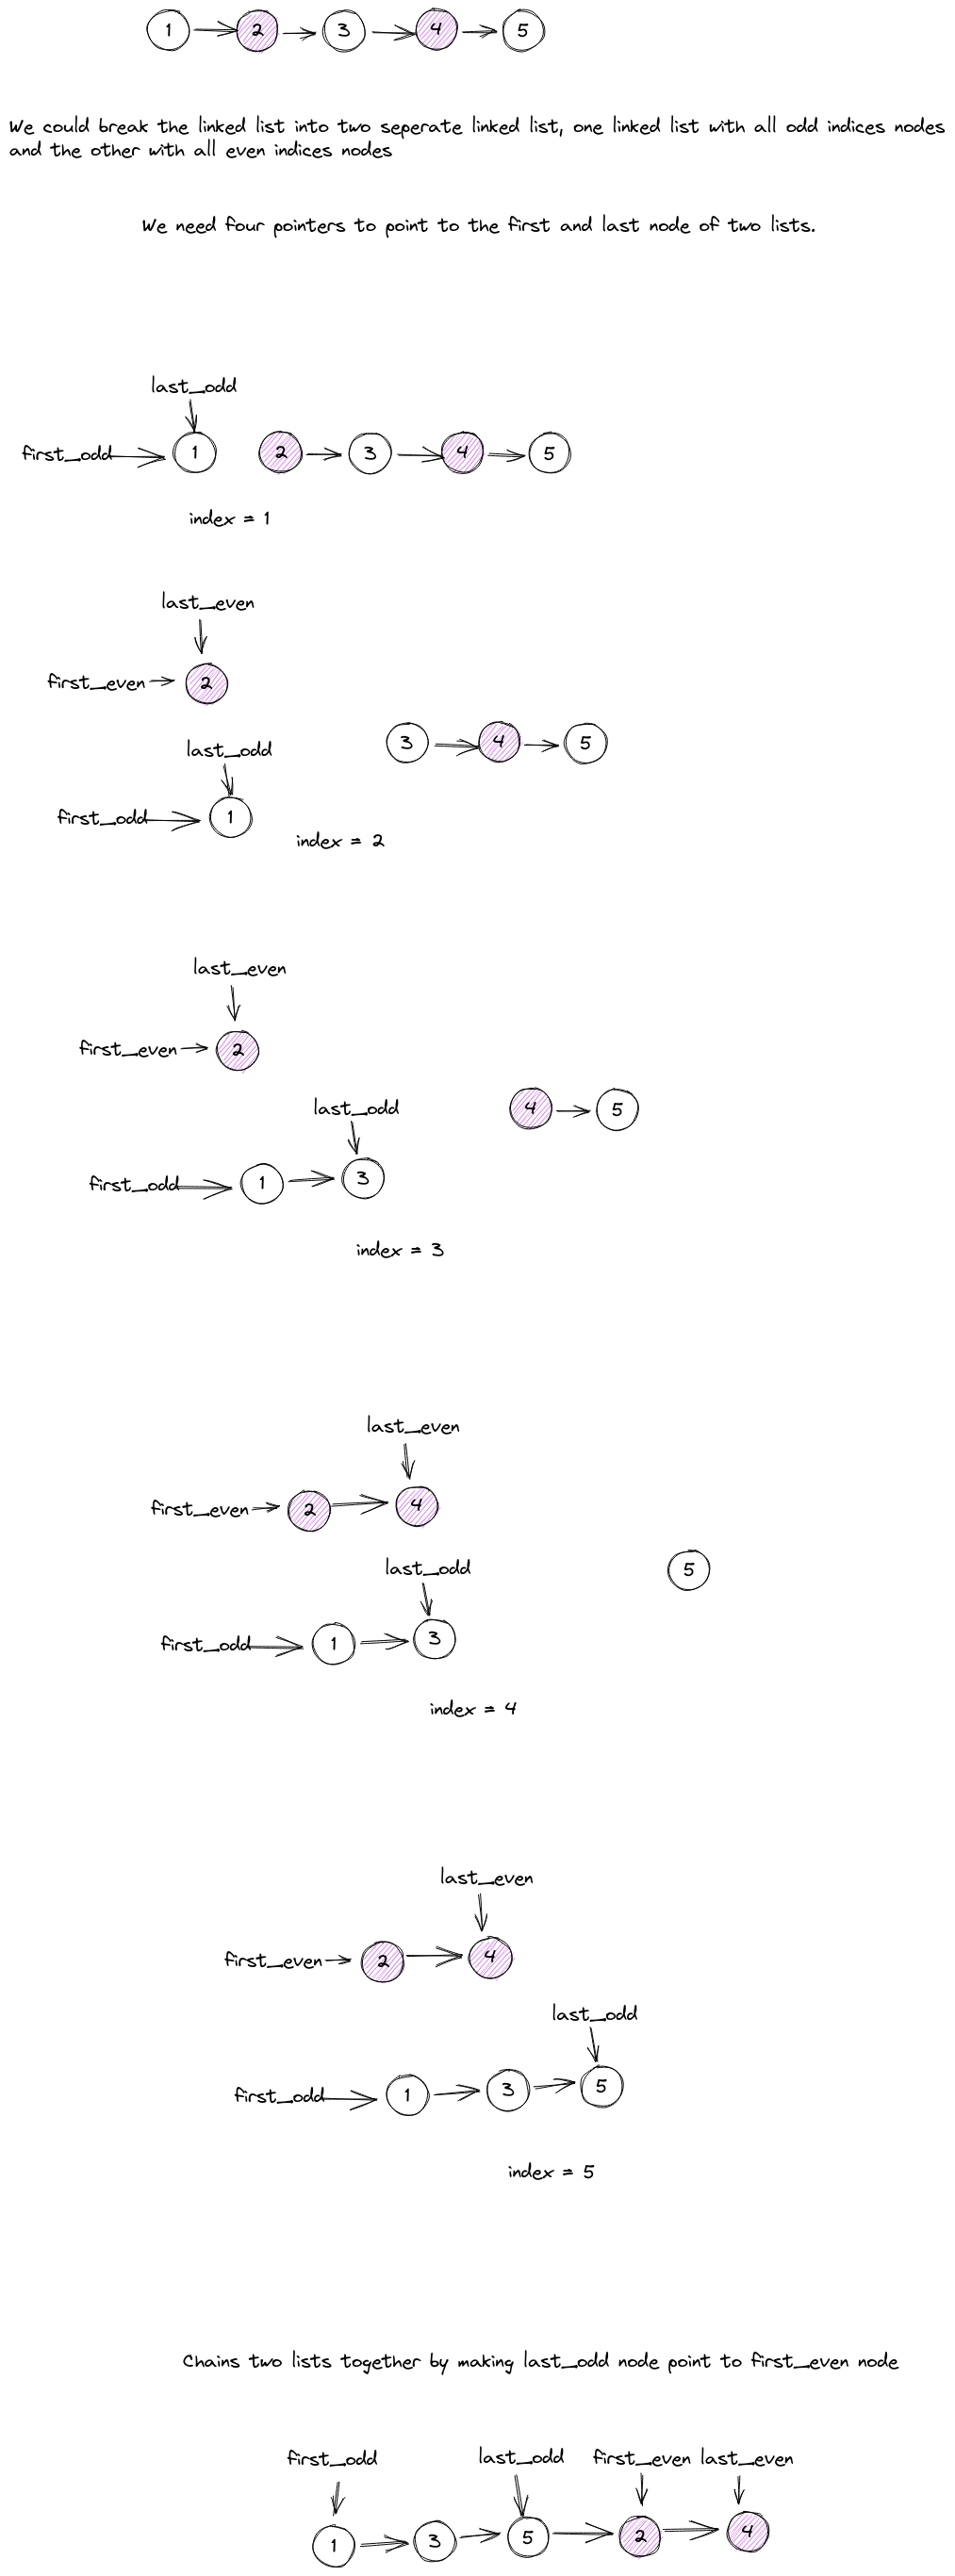 1 2 3 4 5
We could break the linked list into two seperate linked list, one linked list with all odd indices nodes
and the other with all even indices nodes
We need four pointers to point to the first and last node of two lists.
last_odd
first_odd 1 2 3 4 5
index = 1
last_even
first_even 2
3 4 5
last_odd
first_odd 1
index = 2
last_even
first_even 2
4 5
last_odd
first_odd 1 3
index = 3
last_even
first_even 2 4
last_odd
5
first_odd 1 3
index = 4
last_even
first_even 2 4
last_odd
first_odd 1 3 5
index = 5
Chains two lists together by making last_odd node point to first_even node
first_odd last_odd first_even last_even
1 3 5 2 4